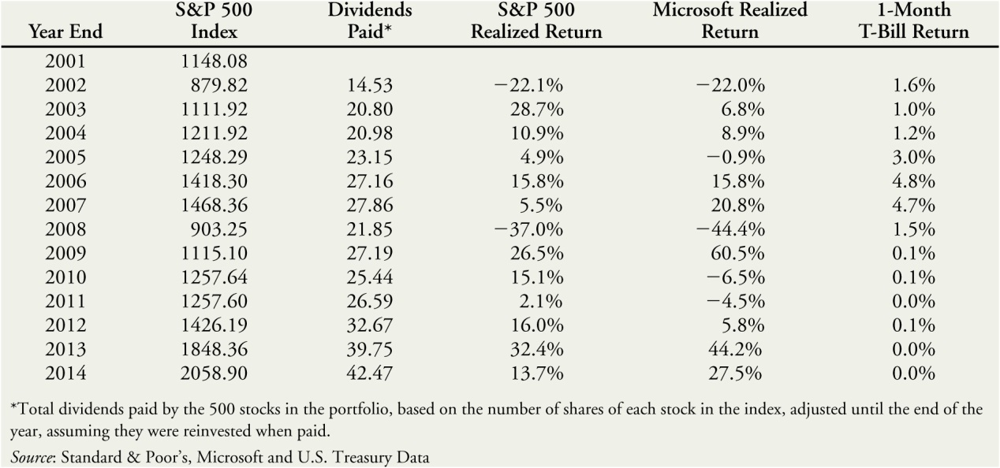 S&P 500 Dividends S&P 500 Microsoft Realized 1-Month
Year End Index Paid* Realized Return Return T-Bill Return
2001 1148.08
2002 879.82 14.53 −22.1% −22.0% 1.6%
2003 1111.92 20.80 28.7% 6.8% 1.0%
2004 1211.92 20.98 10.9% 8.9% 1.2%
2005 1248.29 23.15 4.9% −0.9% 3.0%
2006 1418.30 27.16 15.8% 15.8% 4.8%
2007 1468.36 27.86 5.5% 20.8% 4.7%
2008 903.25 21.85 −37.0% −44.4% 1.5%
2009 1115.10 27.19 26.5% 60.5% 0.1%
2010 1257.64 25.44 15.1% −6.5% 0.1%
2011 1257.60 26.59 2.1% −4.5% 0.0%
2012 1426.19 32.67 16.0% 5.8% 0.1%
2013 1848.36 39.75 32.4% 44.2% 0.0%
2014 2058.90 42.47 13.7% 27.5% 0.0%
*Total dividends paid by the 500 stocks in the portfolio, based on the number of shares of each stock in the index, adjusted until the end of the
year, assuming they were reinvested when paid.
Source: Standard & Poor's, Microsoft and U.S. Treasury Data